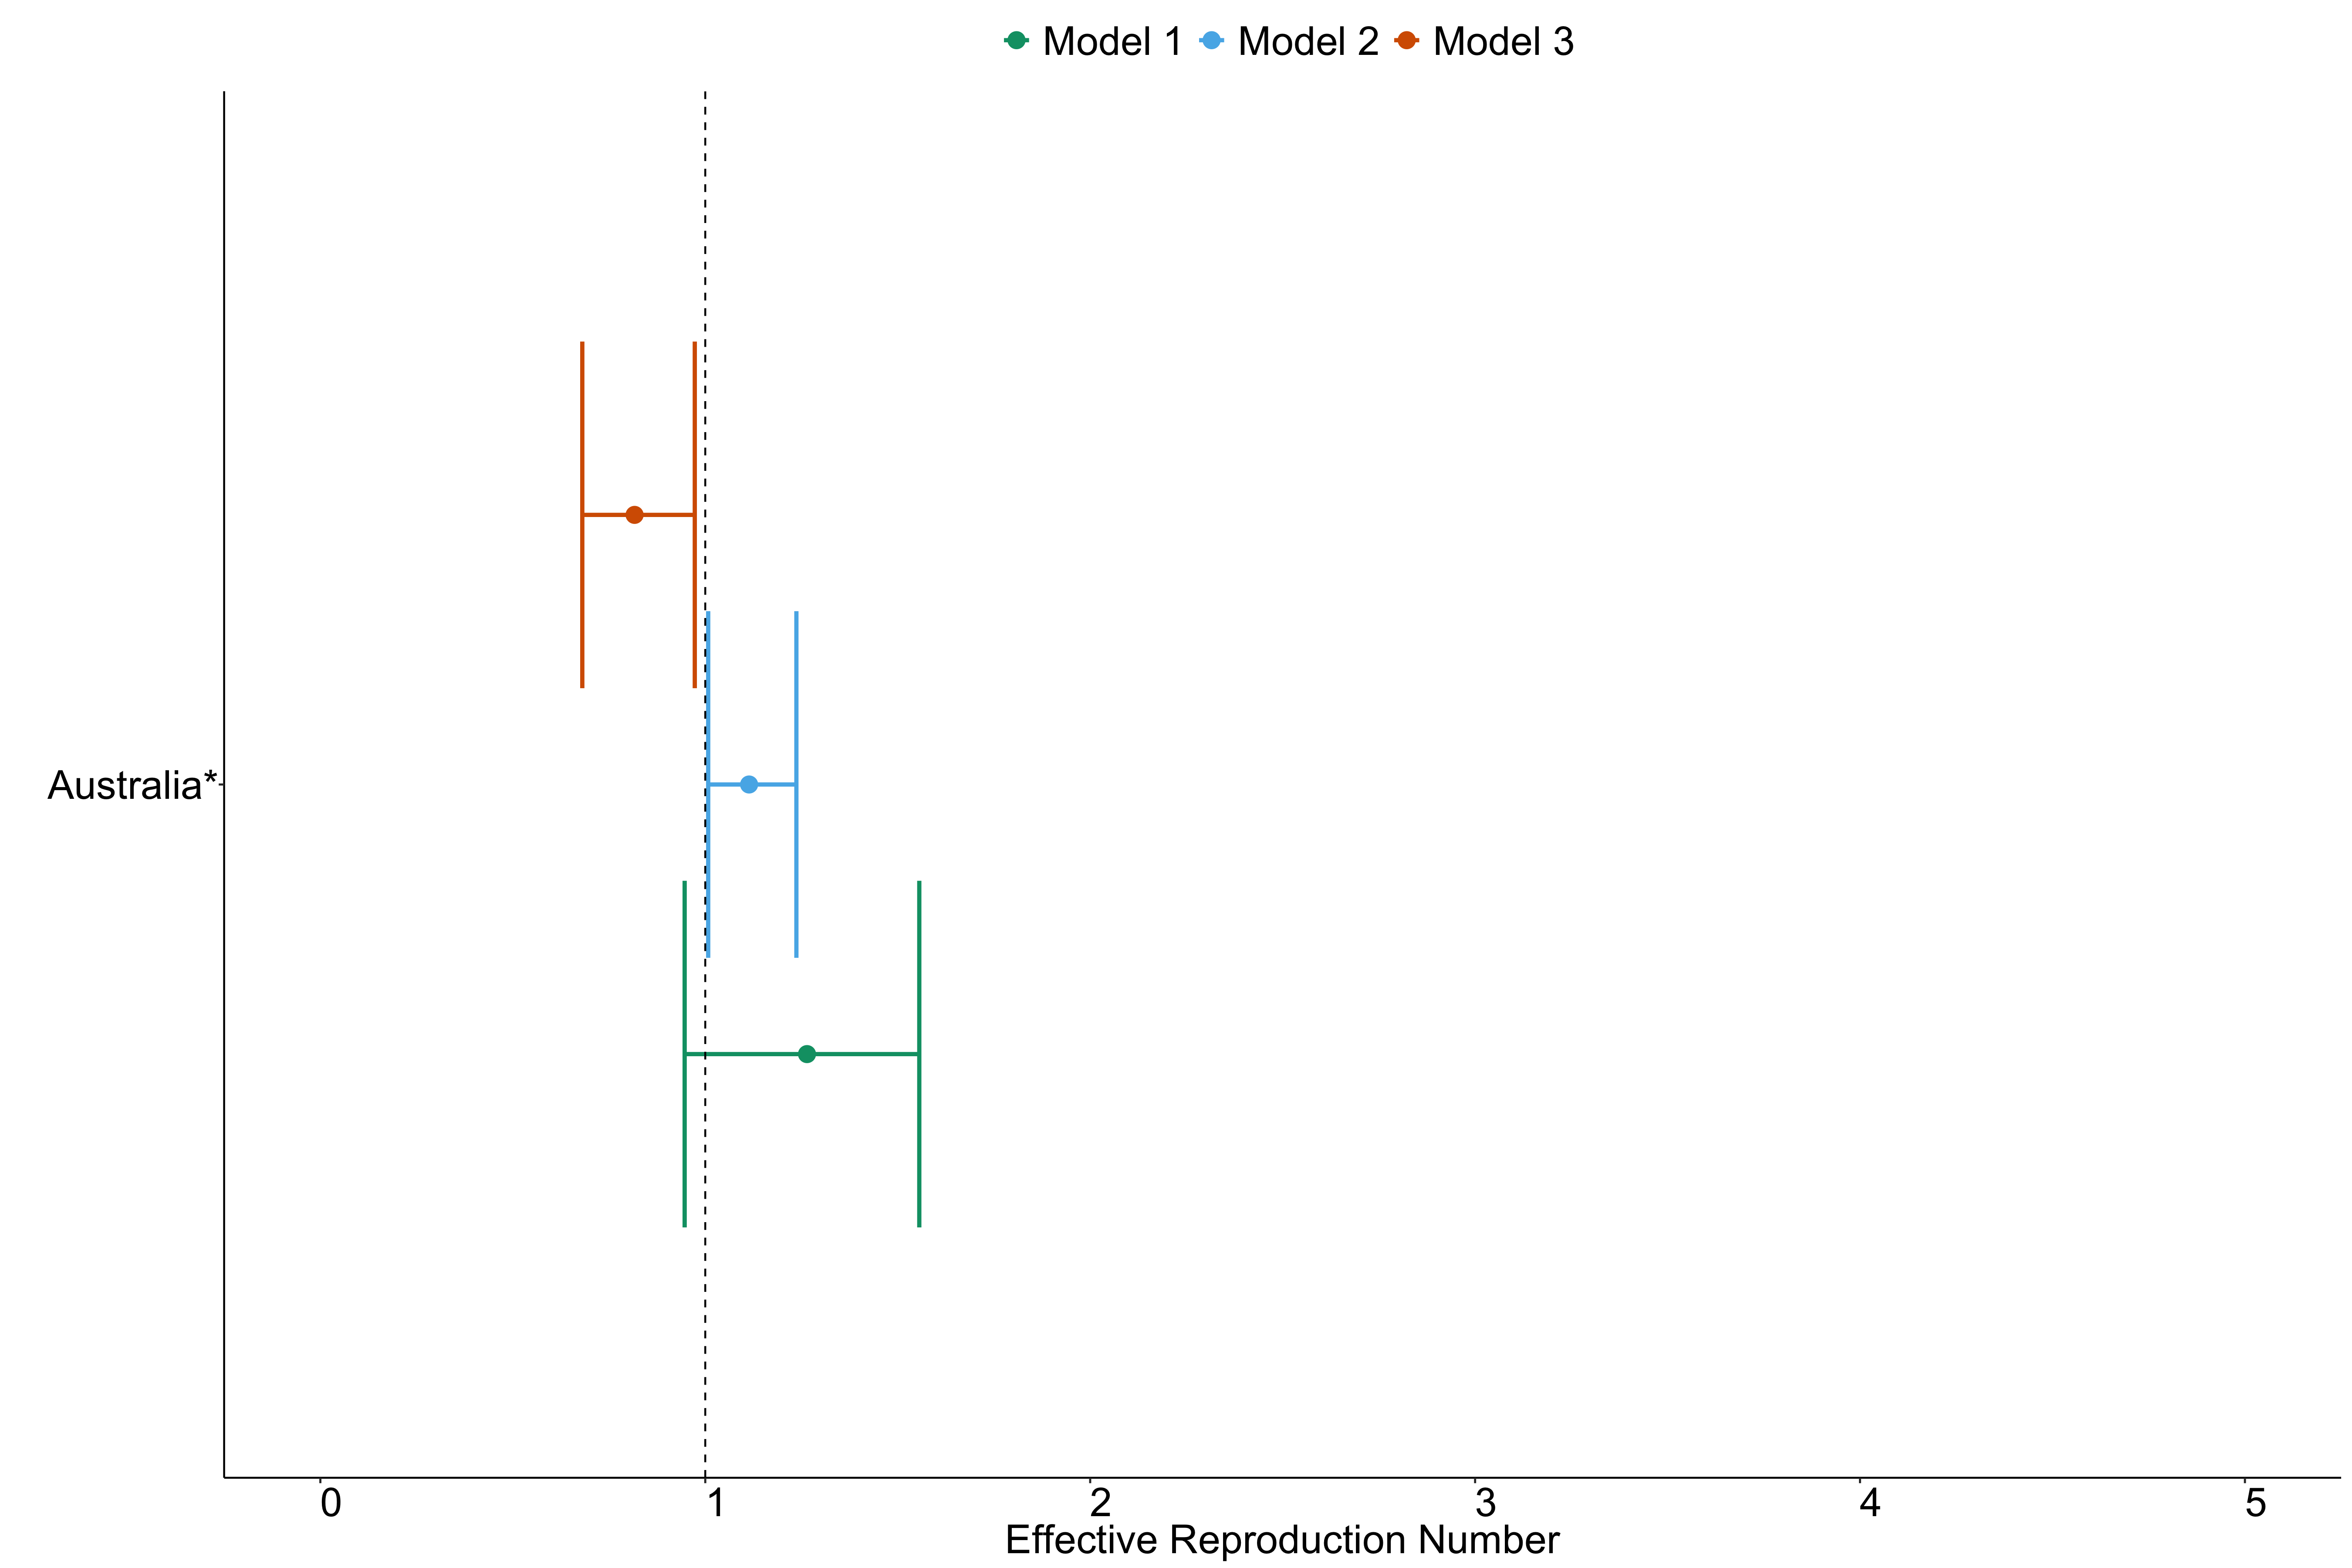 Model 1 Model 2 Model 3
Australia*
0 1 2 3 4 5
Effective Reproduction Number